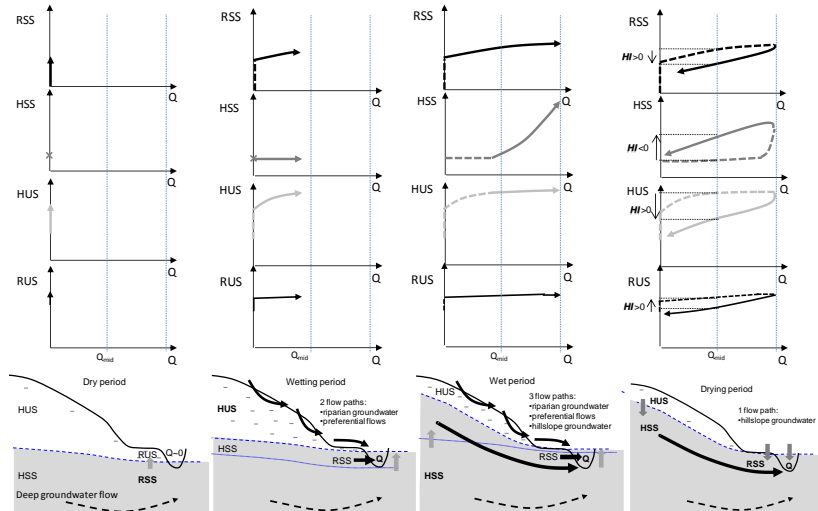 RSS
RSS
RSS
RSS
HI>0
Q
Q
Q
Q
HSS
HSS
HSS
HSS
HI<0
Q
Q
Q
Q
HUS
HUS
HUS
HUS
HI>0
Q
Q
Q
Q
RUS
RUS
RUS
RUS
HI>0
Qmid
Q
Qmid
Q
Qmid
Q
Q
Dry period
HUS
RUS
Q=0
HSS
RSS
Deep groundwater flow
Wetting period
2 flow paths:
•riparian groundwater
•preferential flows
HUS
RSS
Q
HSS
Wet period
HUS
3 flow paths:
•riparian groundwater
•preferential flows
•hillslope groundwater
RSS
Q
HSS
Drying period
HUS
1 flow path:
•hillslope groundwater
HSS
RSS
Q